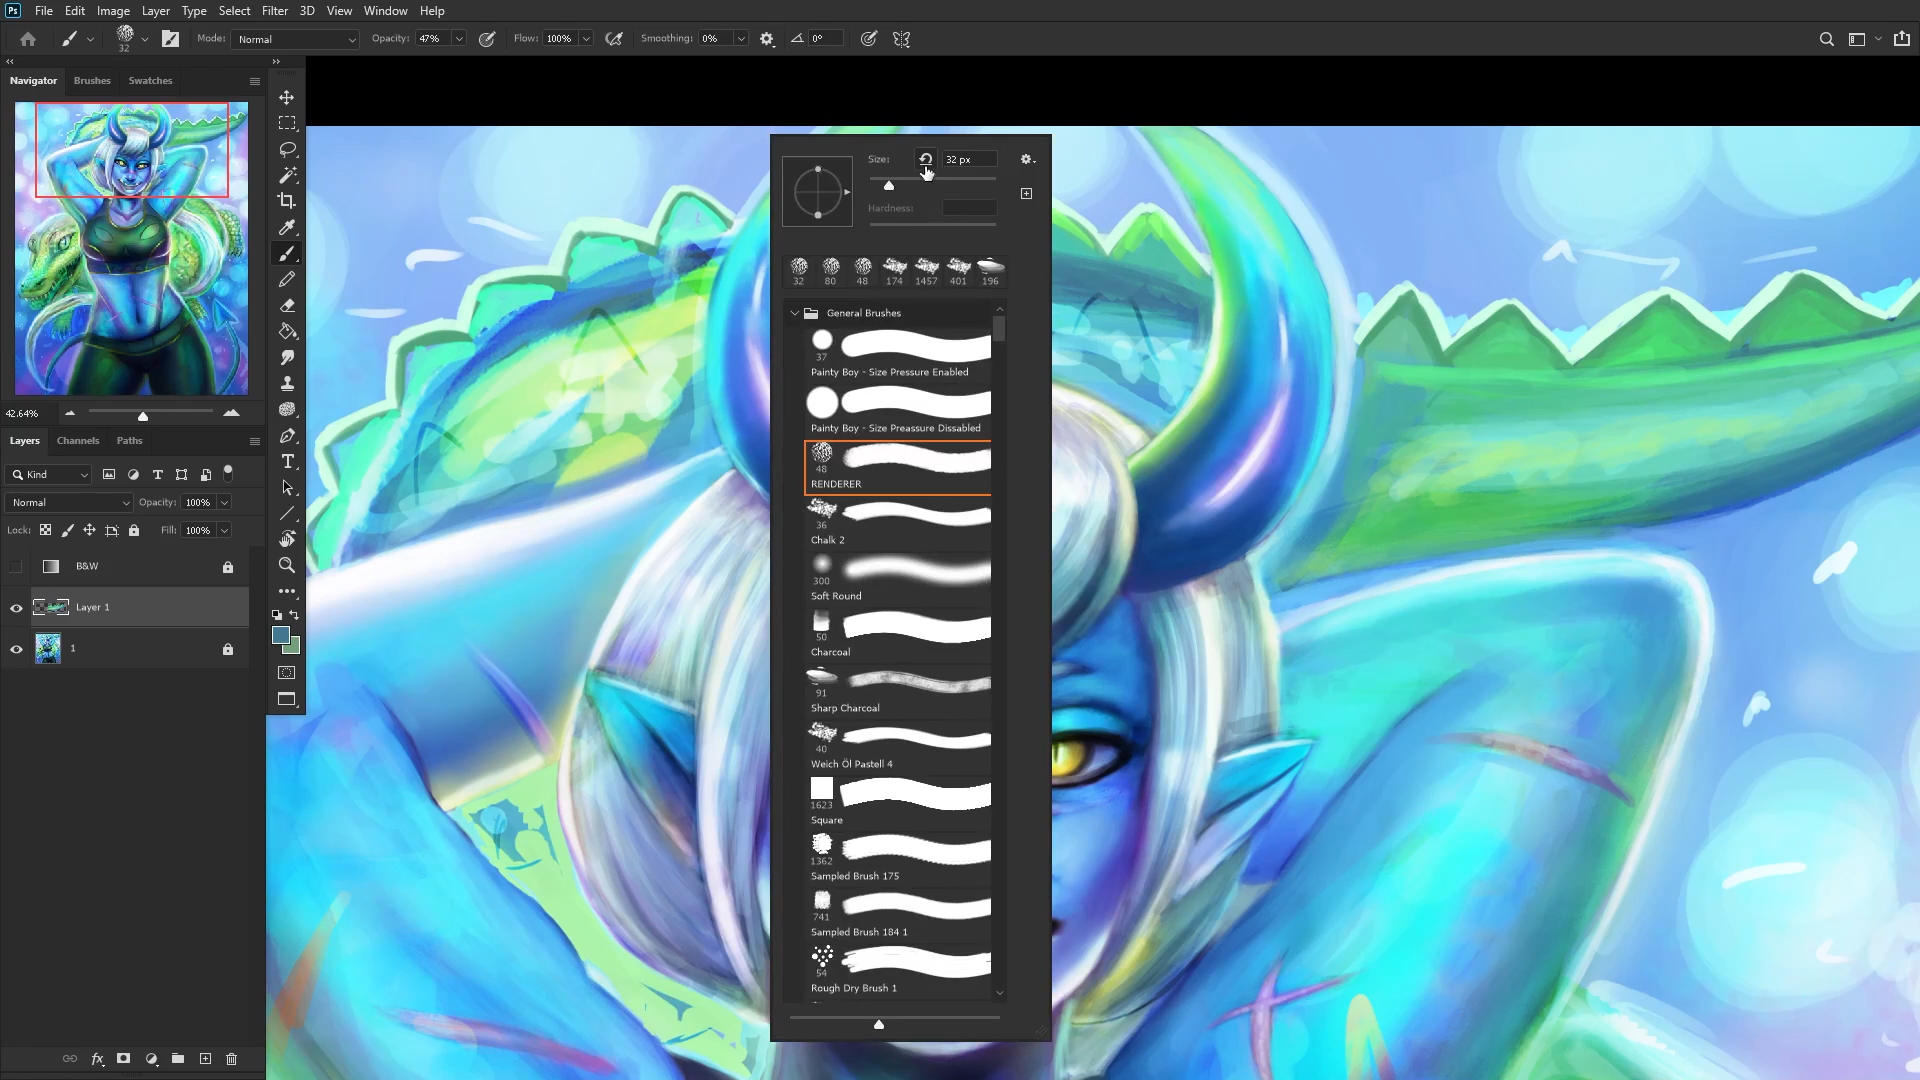 Ps File Edit Image Layer Type Select Filter 3D View Window Help
32 Mode: Normal Opacity: 47% Flow: 100% Smoothing: 0% 0°
Navigator Brushes Swatches
42.64%
Layers Channels Paths
Kind
Normal Opacity: 100%
Lock: Fill: 100%
B&W
Layer 1
1
fx
Size: 32 px
Hardness:
32 80 48 174 1457 401 196
General Brushes
37
Painty Boy - Size Pressure Enabled
Painty Boy - Size Preassure Dissabled
48
RENDERER
36
Chalk 2
300
Soft Round
50
Charcoal
91
Sharp Charcoal
40
Weich Öl Pastell 4
1623
Square
1362
Sampled Brush 175
741
Sampled Brush 184 1
54
Rough Dry Brush 1